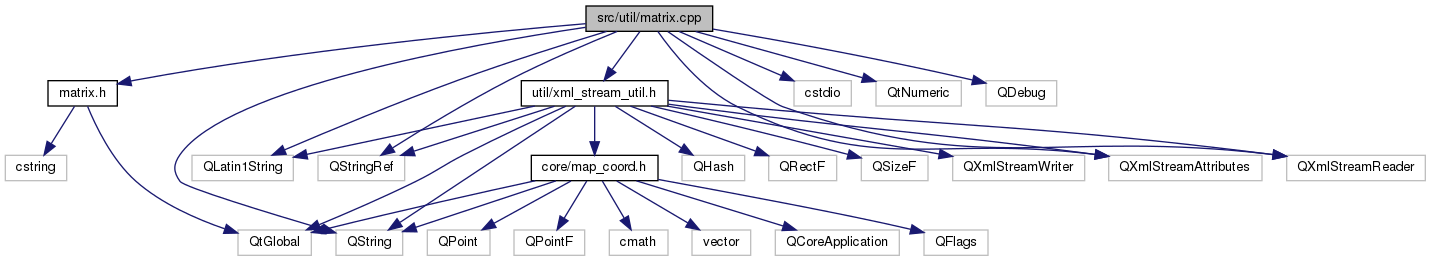 src/util/matrix.cpp
matrix.h
util/xml_stream_util.h
cstdio
QtNumeric
QDebug
cstring
QLatin1String
QStringRef
core/map_coord.h
QHash
QRectF
QSizeF
QXmlStreamWriter
QXmlStreamAttributes
QXmlStreamReader
QtGlobal
QString
QPoint
QPointF
cmath
vector
QCoreApplication
QFlags